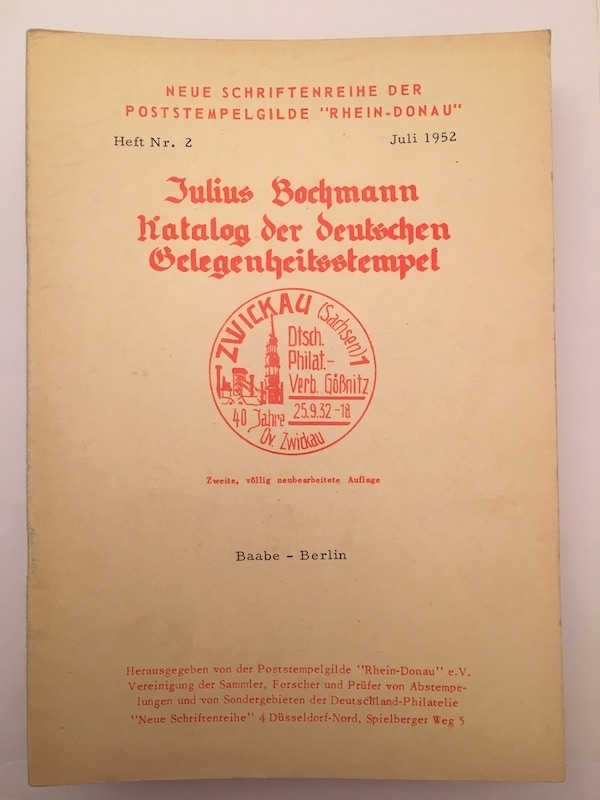 NEUE SCHRIFTENREIHE DER
POSTSTEMPELGILDE "RHEIN-DONAU"
Heft Nr. 2
Juli 1952
Julius Bochmann
Katalog der deutschen
Gelegenheitsstempel
ZWICKAU (Sachsen) 1
Dtsch.
Philat.-
Verb. Gößnitz
25.9.32-18
40 Jahre
Ov. Zwickau
Zweite, völlig neubearbeitete Auflage
Baabe - Berlin
Herausgegeben von der Poststempelgilde "Rhein-Donau" e.V.
Vereinigung der Sammler, Forscher und Prüfer von Abstempe-
lungen und von Sondergebieten der Deutschland-Philatelie
"Neue Schriftenreihe" 4 Düsseldorf-Nord, Spielberger Weg 5